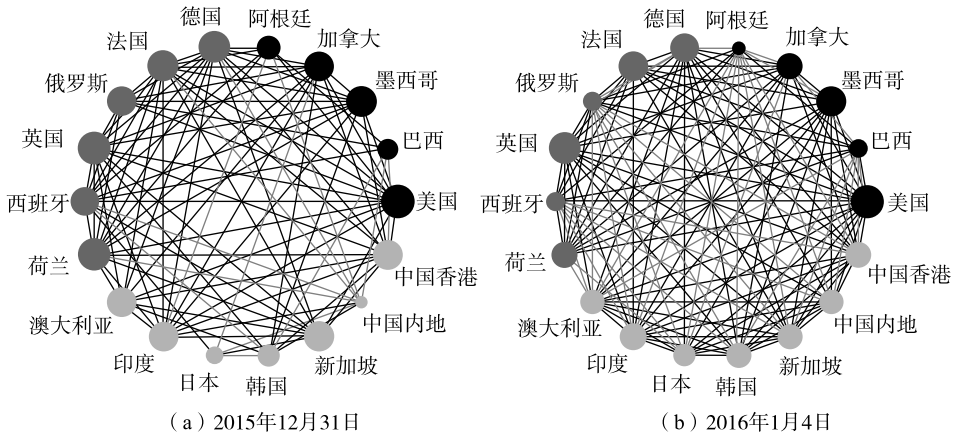 德国
阿根廷
法国
加拿大
俄罗斯
墨西哥
英国
巴西
西班牙
美国
荷兰
中国香港
澳大利亚
中国内地
印度
新加坡
日本
韩国
（a）2015年12月31日
德国
阿根廷
法国
加拿大
俄罗斯
墨西哥
英国
巴西
西班牙
美国
荷兰
中国香港
澳大利亚
中国内地
印度
新加坡
日本
韩国
（b）2016年1月4日